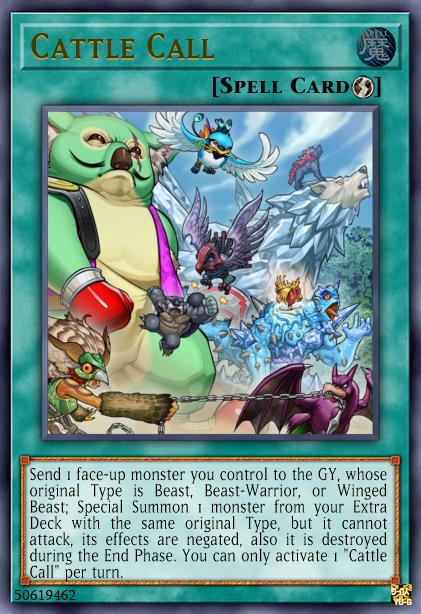 Cattle Call
SPELL
魔
[Spell Card]
Send 1 face-up monster you control to the GY, whose
original Type is Beast, Beast-Warrior, or Winged
Beast; Special Summon 1 monster from your Extra
Deck with the same original Type, but it cannot
attack, its effects are negated, also it is destroyed
during the End Phase. You can only activate 1 "Cattle
Call" per turn.
50619462